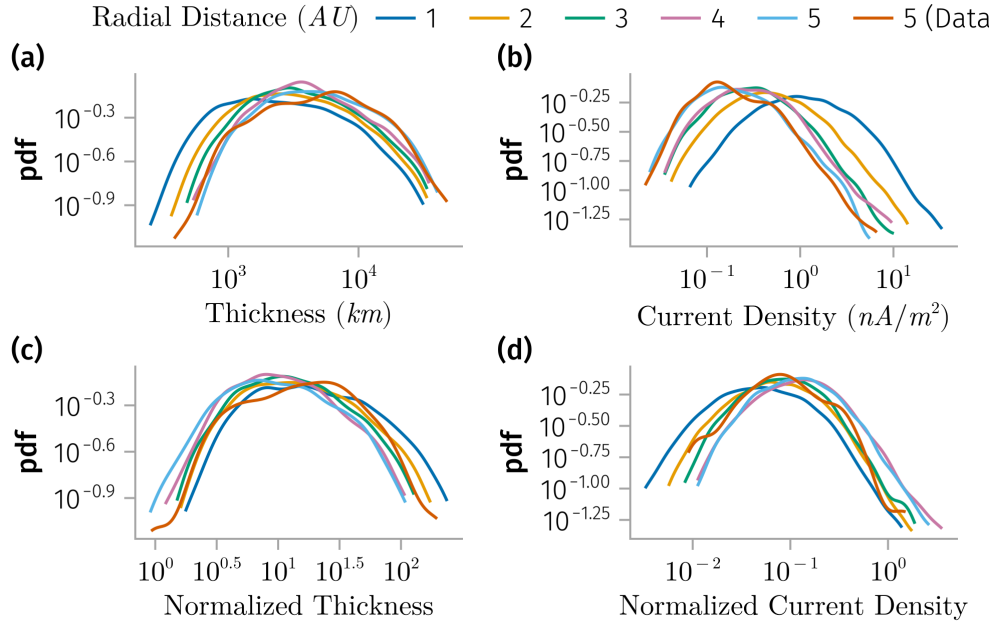 Radial Distance (AU) 1 2 3 4 5 5 (Data
(a) (b)
pdf 10^−0.3 10^−0.6 10^−0.9
10^3 10^4
Thickness (km)
pdf 10^−0.25 10^−0.50 10^−0.75 10^−1.00 10^−1.25
10^−1 10^0 10^1
Current Density (nA/m^2)
(c) (d)
pdf 10^−0.3 10^−0.6 10^−0.9
10^0 10^0.5 10^1 10^1.5 10^2
Normalized Thickness
pdf 10^−0.25 10^−0.50 10^−0.75 10^−1.00 10^−1.25
10^−2 10^−1 10^0
Normalized Current Density